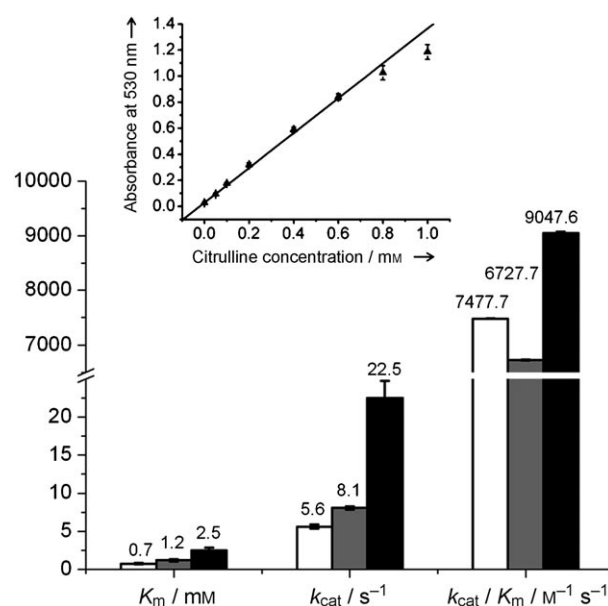 Absorbance at 530 nm →
1.4
1.2
1.0
0.8
0.6
0.4
0.2
0.0
0.0 0.2 0.4 0.6 0.8 1.0
Citrulline concentration / mM →
10000
9000
8000
7000
20
15
10
5
0
0.7 1.2 2.5
5.6 8.1 22.5
7477.7 6727.7 9047.6
Km / mM kcat / s⁻¹ kcat / Km / M⁻¹ s⁻¹